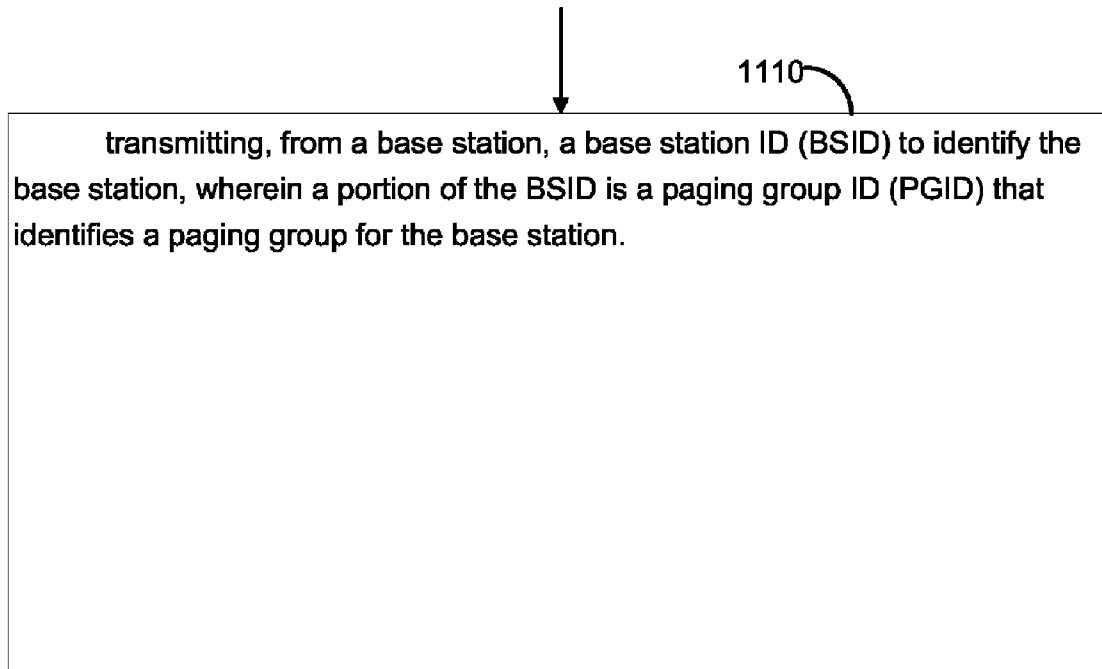 1110
transmitting, from a base station, a base station ID (BSID) to identify the
base station, wherein a portion of the BSID is a paging group ID (PGID) that
identifies a paging group for the base station.